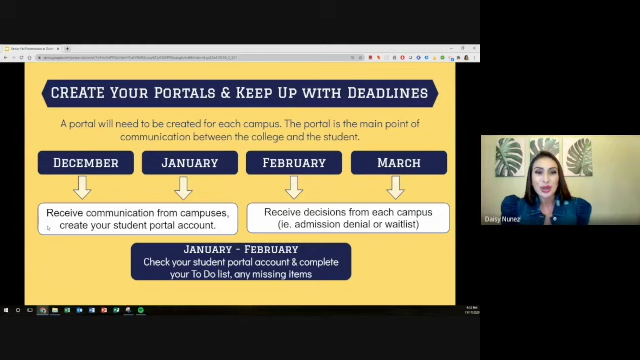 CREATE YOUR PORTALS & KEEP UP WITH DEADLINES
A portal will need to be created for each campus. The portal is the main point of
communication between the college and the student.
DECEMBER
JANUARY
FEBRUARY
MARCH
Receive communication from campuses,
create your student portal account.
Receive decisions from each campus
(ie. admission denial or waitlist)
JANUARY - FEBRUARY
Check your student portal account & complete
your To Do list, any missing items
Daisy Nunez